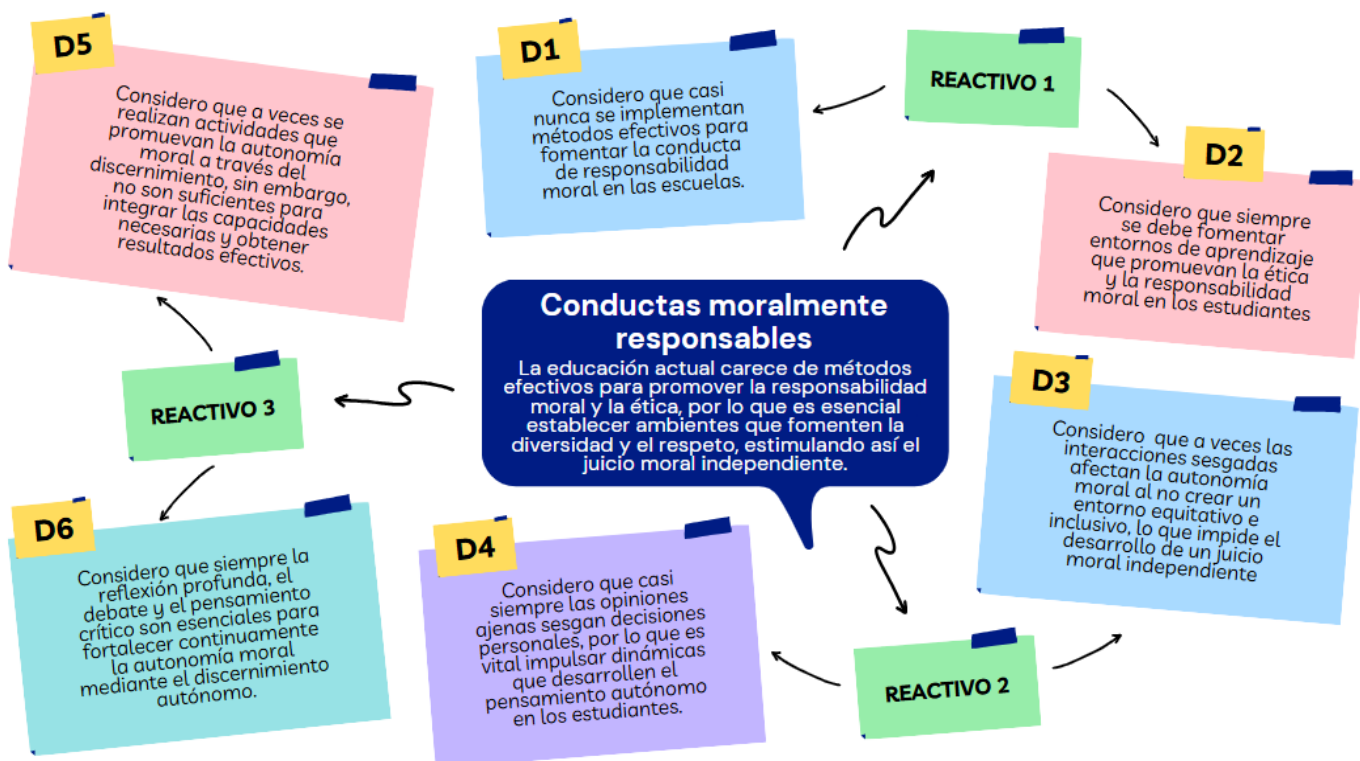 Conductas moralmente
responsables
La educación actual carece de métodos
efectivos para promover la responsabilidad
moral y la ética, por lo que es esencial
establecer ambientes que fomenten la
diversidad y el respeto, estimulando así el
juicio moral independiente.
REACTIVO 1
D1
Considero que casi
nunca se implementan
métodos efectivos para
fomentar la conducta
de responsabilidad
moral en las escuelas.
D2
Considero que siempre
se debe fomentar
entornos de aprendizaje
que promuevan la ética
y la responsabilidad
moral en los estudiantes
REACTIVO 2
D3
Considero que a veces las
interacciones sesgadas
afectan la autonomía
moral al no crear un
entorno equitativo e
inclusivo, lo que impide el
desarrollo de un juicio
moral independiente
D4
Considero que casi
siempre las opiniones
ajenas sesgan decisiones
personales, por lo que es
vital impulsar dinámicas
que desarrollen el
pensamiento autónomo
en los estudiantes.
REACTIVO 3
D5
Considero que a veces se
realizan actividades que
promuevan la autonomía
moral a través del
discernimiento, sin embargo,
no son suficientes para
integrar las capacidades
necesarias y obtener
resultados efectivos.
D6
Considero que siempre la
reflexión profunda, el
debate y el pensamiento
crítico son esenciales para
fortalecer continuamente
la autonomía moral
mediante el discernimiento
autónomo.